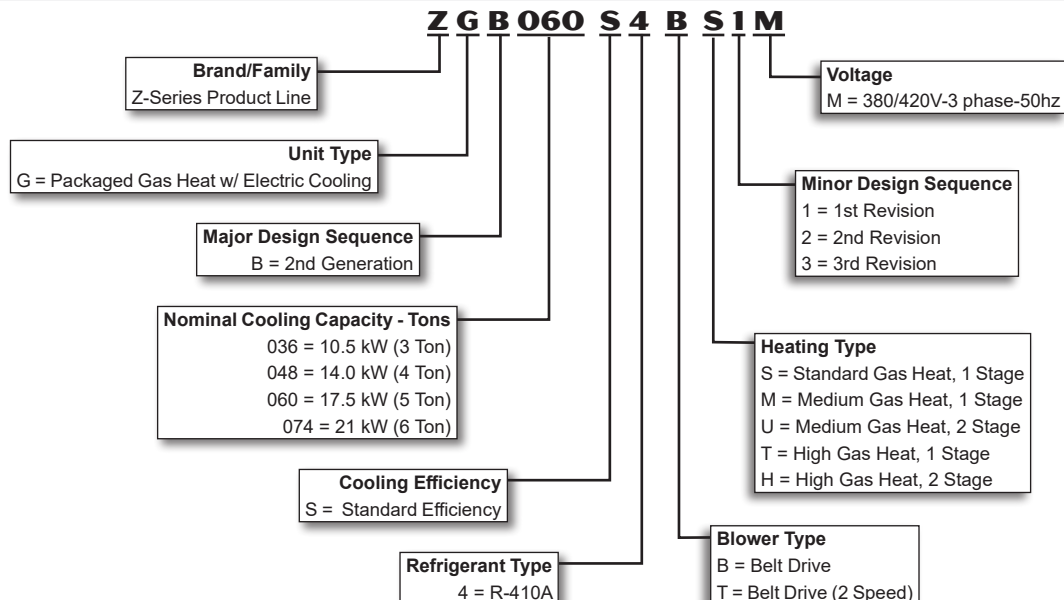 Z G B 060 S 4 B S 1 M
Brand/Family
Z-Series Product Line
Voltage
M = 380/420V-3 phase-50hz
Unit Type
G = Packaged Gas Heat w/ Electric Cooling
Minor Design Sequence
1 = 1st Revision
2 = 2nd Revision
3 = 3rd Revision
Major Design Sequence
B = 2nd Generation
Nominal Cooling Capacity - Tons
036 = 10.5 kW (3 Ton)
048 = 14.0 kW (4 Ton)
060 = 17.5 kW (5 Ton)
074 = 21 kW (6 Ton)
Heating Type
S = Standard Gas Heat, 1 Stage
M = Medium Gas Heat, 1 Stage
U = Medium Gas Heat, 2 Stage
T = High Gas Heat, 1 Stage
H = High Gas Heat, 2 Stage
Cooling Efficiency
S = Standard Efficiency
Blower Type
B = Belt Drive
T = Belt Drive (2 Speed)
Refrigerant Type
4 = R-410A